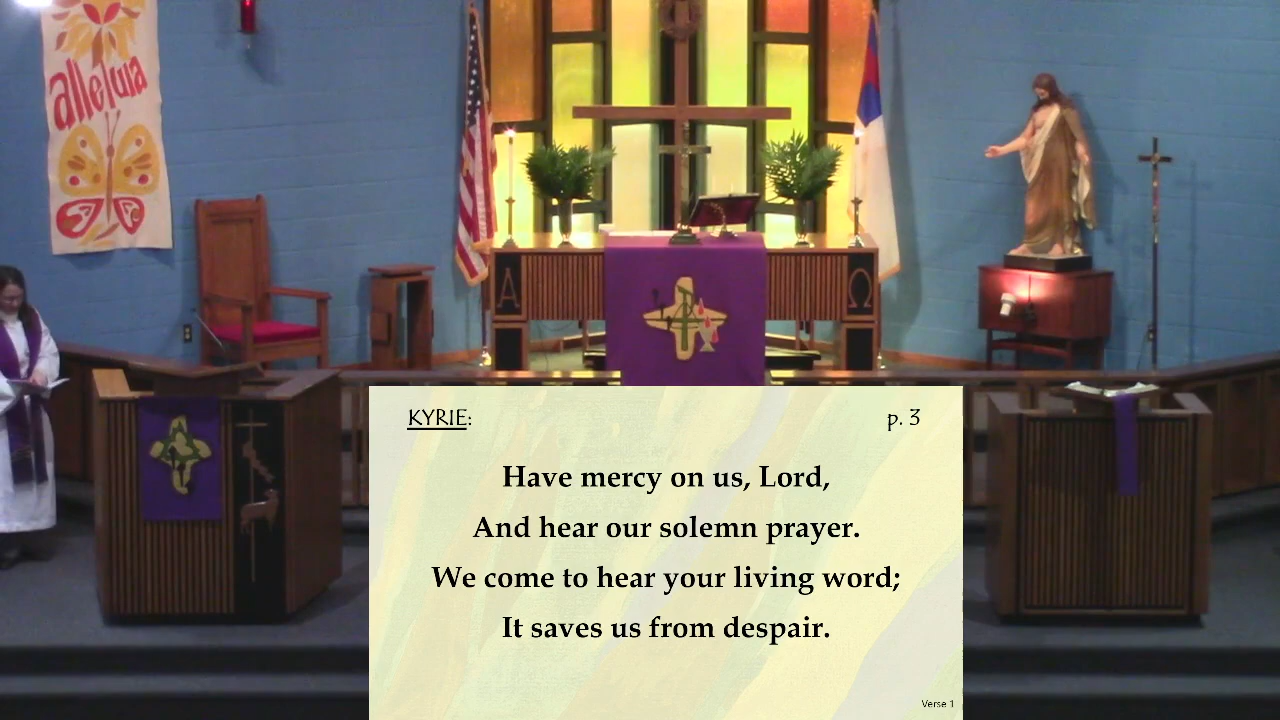 alleluia
Α
Ω
KYRIE:
p. 3
Have mercy on us, Lord,
And hear our solemn prayer.
We come to hear your living word;
It saves us from despair.
Verse 1